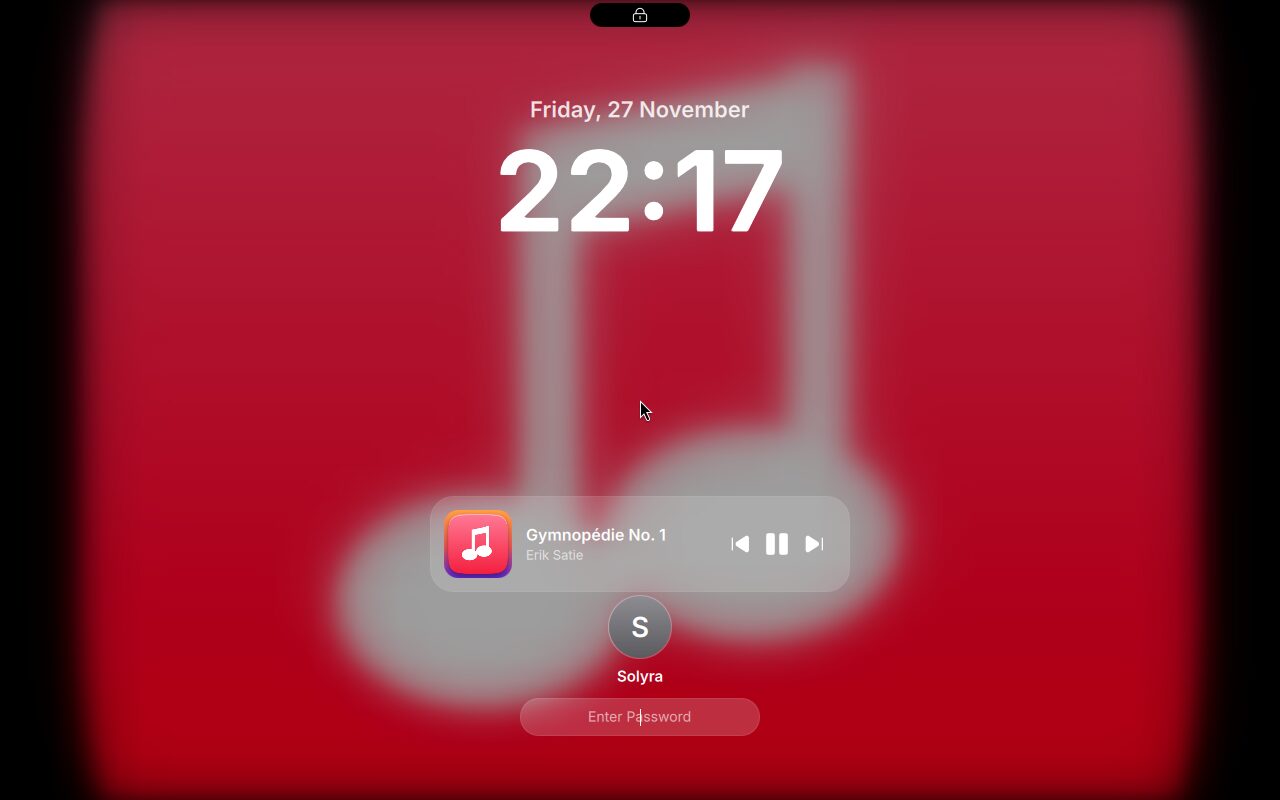 Friday, 27 November
22:17
Gymnopédie No. 1
Erik Satie
S
Solyra
Enter Password